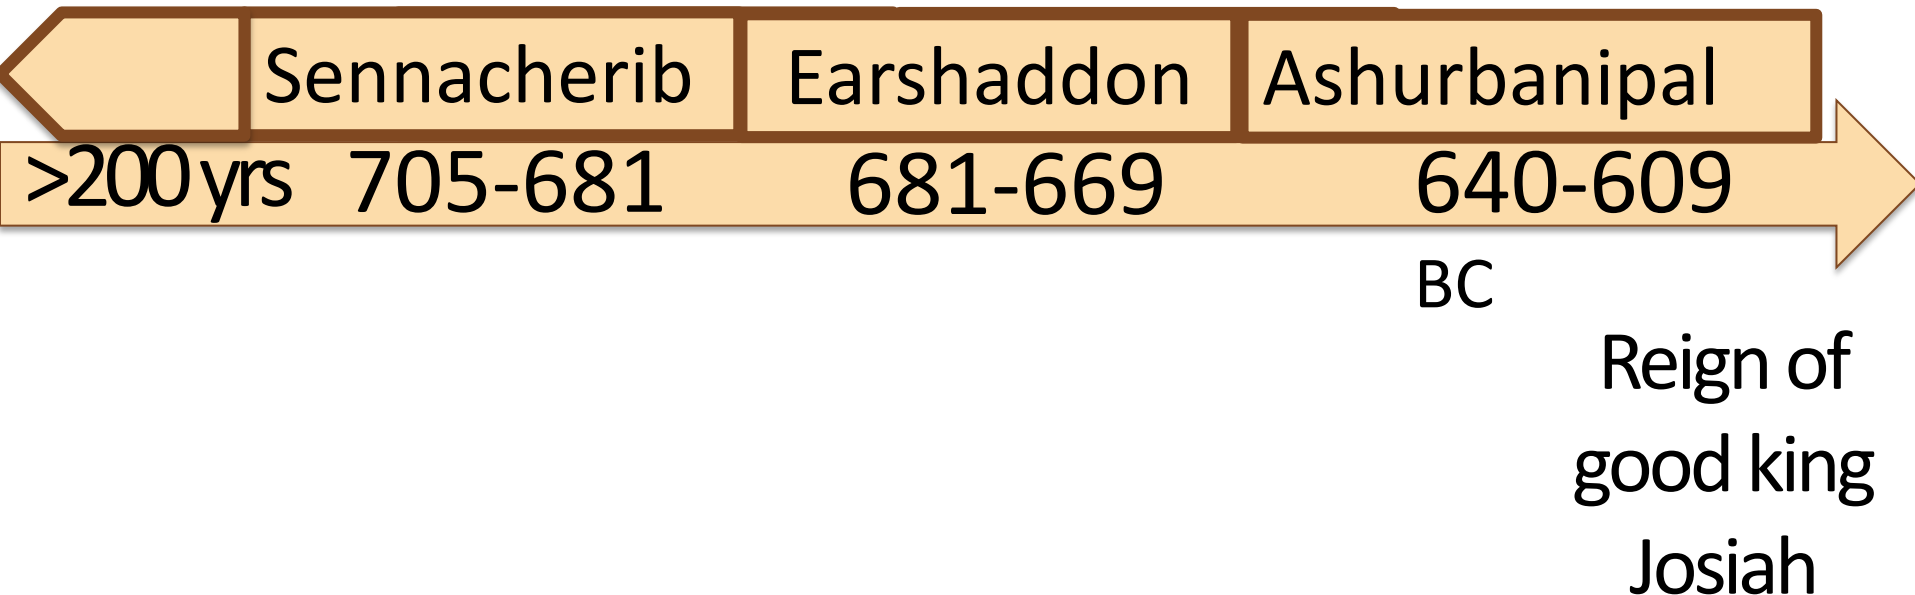 Sennacherib Earshaddon Ashurbanipal
>200 yrs 705-681 681-669 640-609
BC
Reign of
good king
Josiah